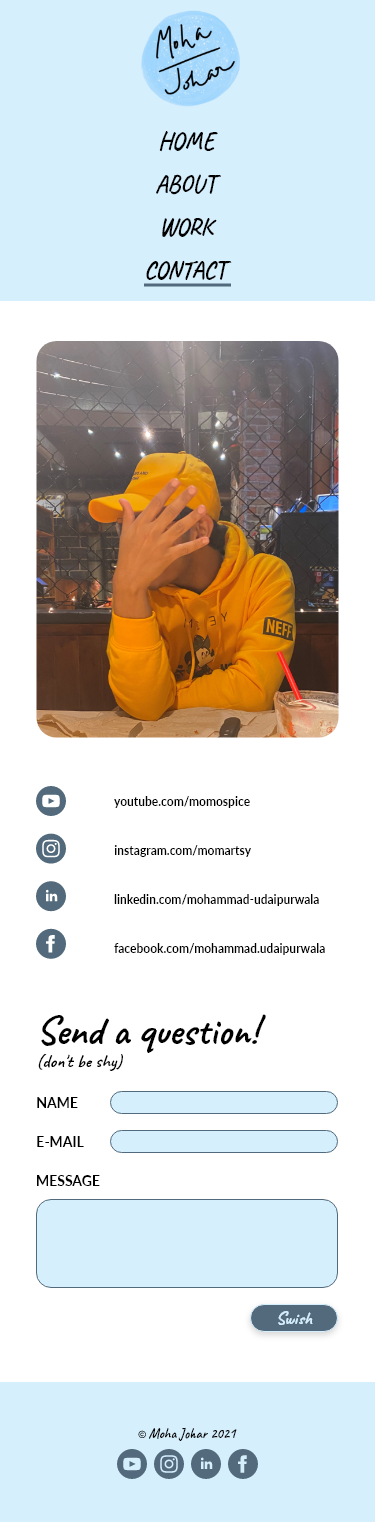 Moha
Johar
HOME
ABOUT
WORK
CONTACT
NEFF
youtube.com/momospice
instagram.com/momartsy
linkedin.com/mohammad-udaipurwala
facebook.com/mohammad.udaipurwala
Send a question!
(don't be shy)
NAME
E-MAIL
MESSAGE
Swish
© Moha Johar 2021